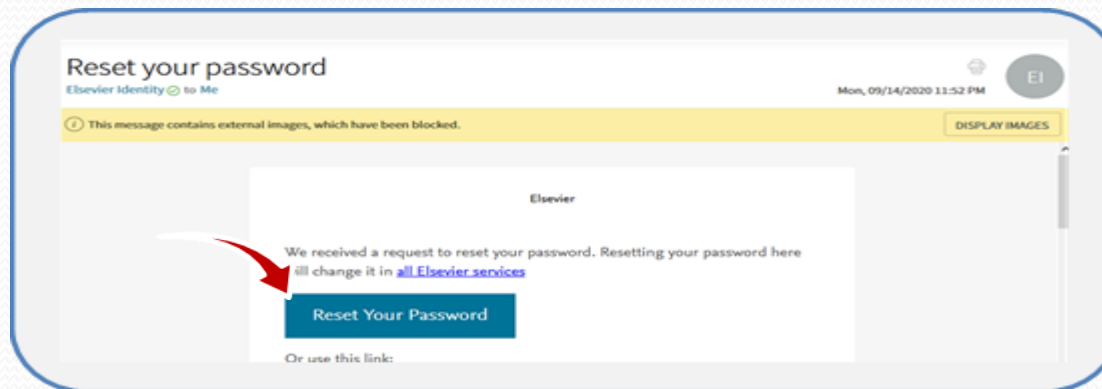 Reset your password
Elsevier Identity to Me
Mon, 09/14/2020 11:52 PM
EI
This message contains external images, which have been blocked.
DISPLAY IMAGES
Elsevier
We received a request to reset your password. Resetting your password here
ill change it in all Elsevier services
Reset Your Password
Or use this link: